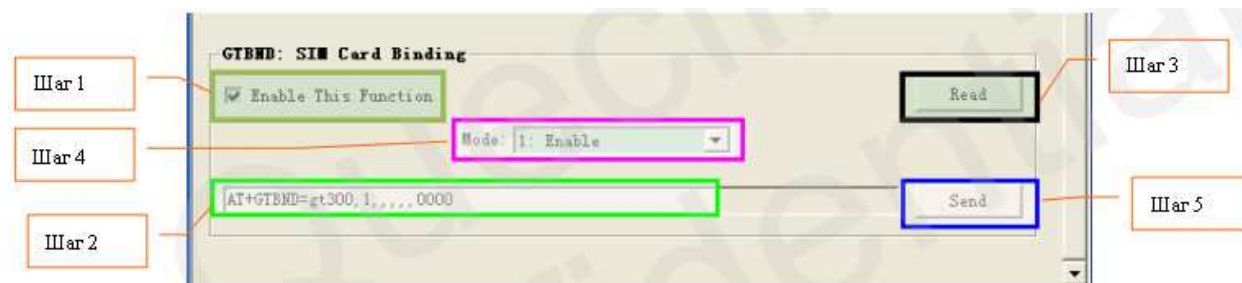 GTBND: SIM Card Binding
Шаг 1
Enable This Function
Read
Шаг 3
Шаг 4
Mode: 1: Enable
AT+GTBND=gt300,1,,,,,0000
Send
Шаг 5
Шаг 2